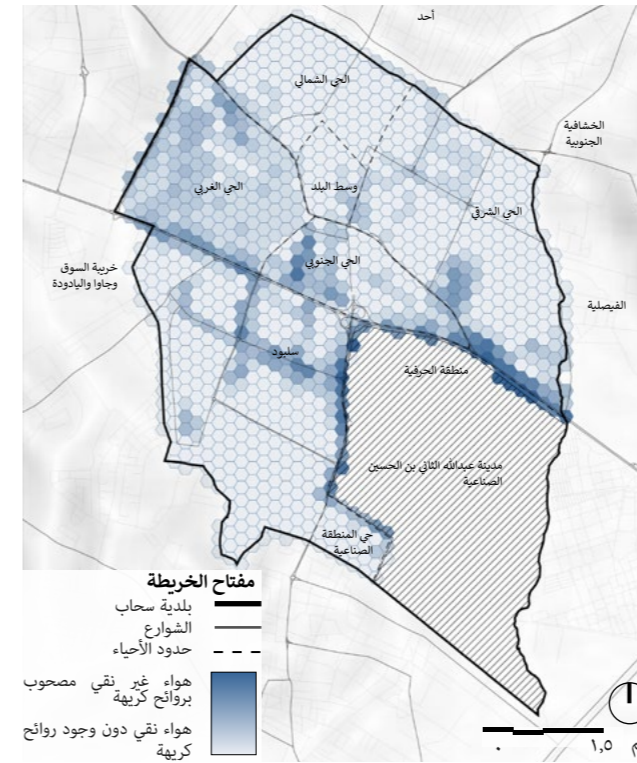 أحد
الحي الشمالي
الخشافية
الجنوبية
وسط البلد
الحي الغربي
الحي الشرقي
خريبة السوق
وجاوا واليادودة
الحي الجنوبي
الفيصلية
سلبود
منطقة الحرفية
مدينة عبدالله الثاني بن الحسين
الصناعية
حي المنطقة
الصناعية
مفتاح الخريطة
بلدية سحاب
الشوارع
حدود الأحياء
هواء غير نقي مصحوب
بروائح كريهة
هواء نقي دون وجود روائح
كريهة
٠ ١,٥ م